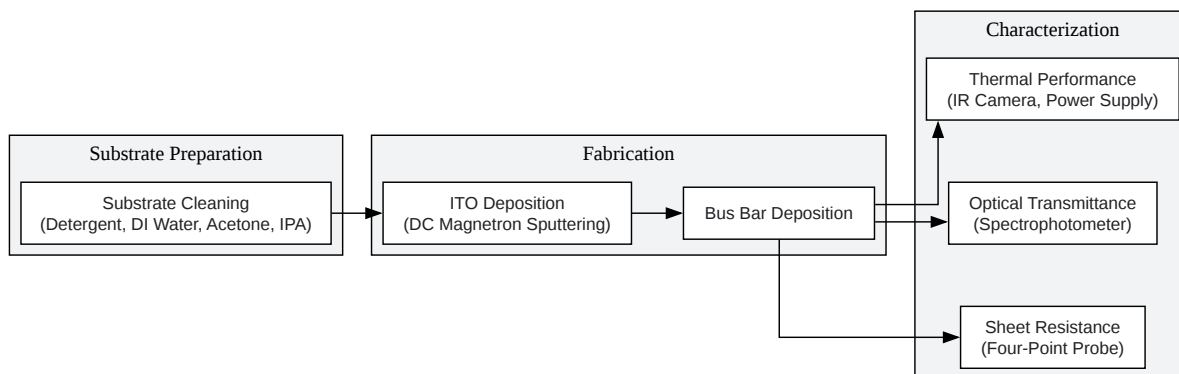 Substrate Preparation
Substrate Cleaning
(Detergent, DI Water, Acetone, IPA)
Fabrication
ITO Deposition
(DC Magnetron Sputtering)
Bus Bar Deposition
Characterization
Thermal Performance
(IR Camera, Power Supply)
Optical Transmittance
(Spectrophotometer)
Sheet Resistance
(Four-Point Probe)